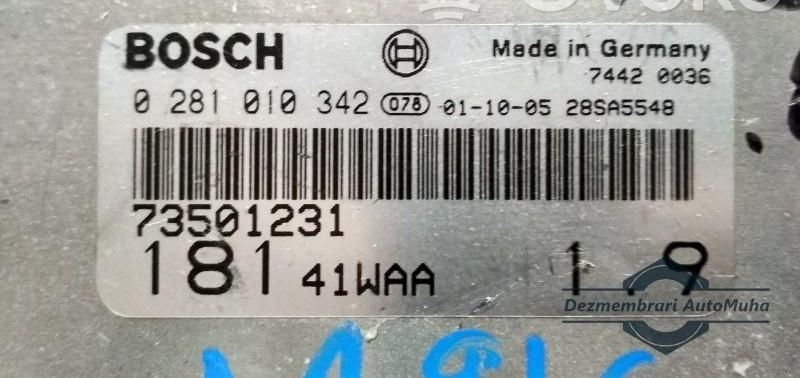 BOSCH Made in Germany
7442 0036
0 281 010 342 078 01-10-05 28SA5548
73501231
181 41WAA 1.9
Dezmembrari AutoMuha